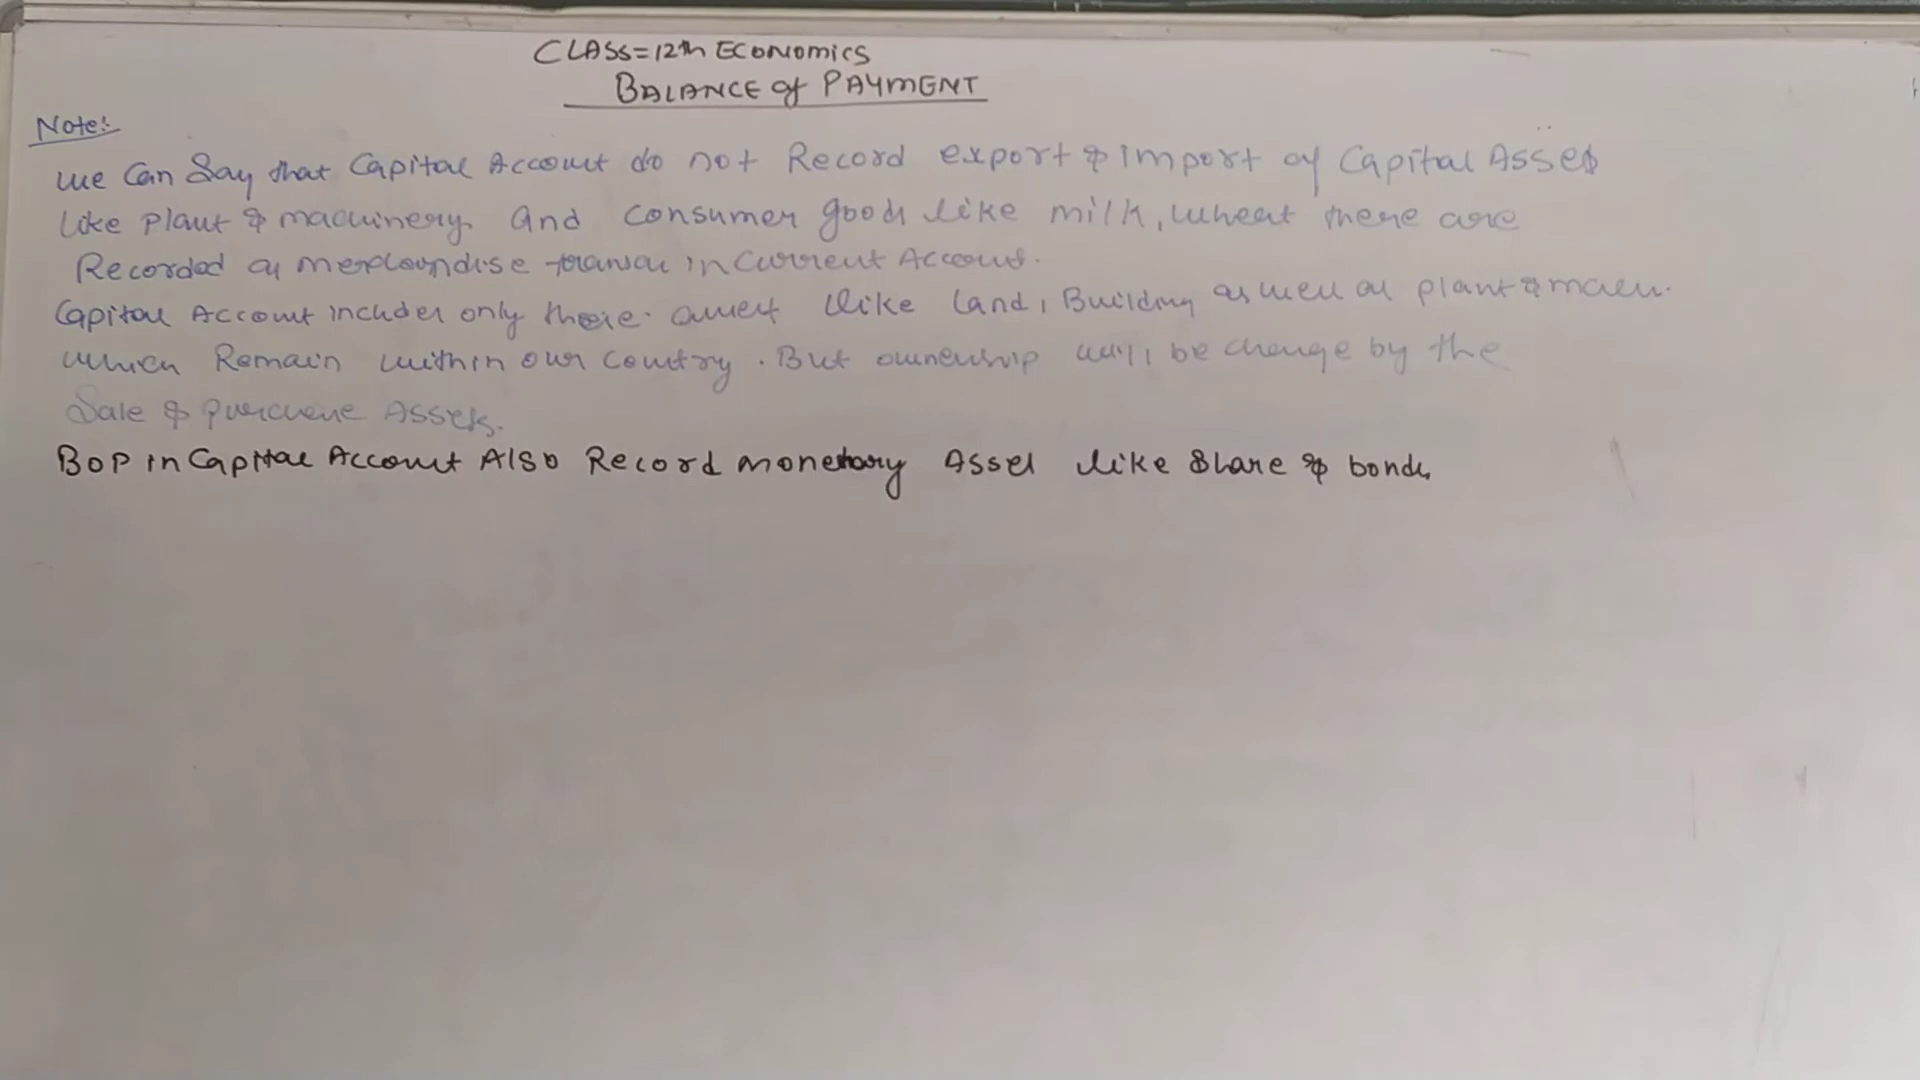 CLASS=12th ECONOMICS
BALANCE of PAYMENT
Note:-
We Can Say that Capital Account do not Record export & import of Capital Asset
like plant & machinery and consumer goods like milk, wheat there are
Recorded as merchandise in Current Account.
Capital Account includes only those asset like land, Building as well as plant & mach.
which Remain within our country. But ownership will be change by the
Sale & purchase Assets.
BOP in Capital Account Also Record monetary Asset like Share & bonds